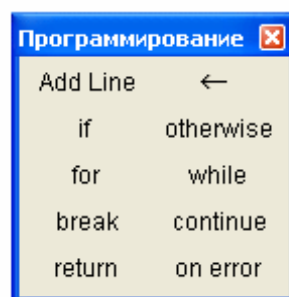 Программирование
Add Line ←
if otherwise
for while
break continue
return on error